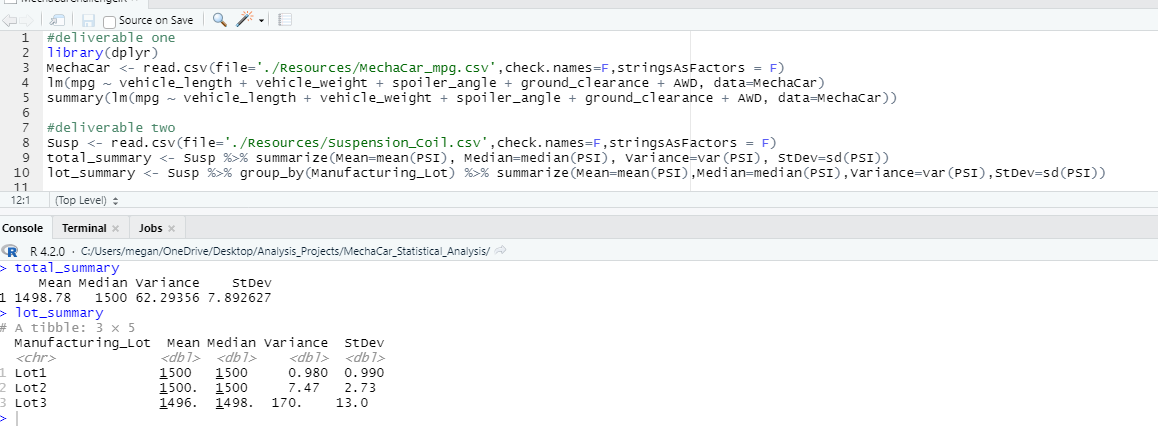 Source on Save
1 #deliverable one
2 library(dplyr)
3 MechaCar <- read.csv(file='./Resources/MechaCar_mpg.csv',check.names=F,stringsAsFactors = F)
4 lm(mpg ~ vehicle_length + vehicle_weight + spoiler_angle + ground_clearance + AWD, data=MechaCar)
5 summary(lm(mpg ~ vehicle_length + vehicle_weight + spoiler_angle + ground_clearance + AWD, data=MechaCar))
6
7 #deliverable two
8 Susp <- read.csv(file='./Resources/Suspension_Coil.csv',check.names=F,stringsAsFactors = F)
9 total_summary <- Susp %>% summarize(Mean=mean(PSI), Median=median(PSI), Variance=var(PSI), StDev=sd(PSI))
10 lot_summary <- Susp %>% group_by(Manufacturing_Lot) %>% summarize(Mean=mean(PSI),Median=median(PSI),Variance=var(PSI),StDev=sd(PSI))
11
12:1 (Top Level)
Console Terminal × Jobs ×
R R 4.2.0 · C:/Users/megan/OneDrive/Desktop/Analysis_Projects/MechaCar_Statistical_Analysis/
> total_summary
Mean Median Variance StDev
1 1498.78 1500 62.29356 7.892627
> lot_summary
# A tibble: 3 × 5
Manufacturing_Lot Mean Median Variance StDev
<chr> <dbl> <dbl> <dbl> <dbl>
1 Lot1 1500 1500 0.980 0.990
2 Lot2 1500. 1500 7.47 2.73
3 Lot3 1496. 1498. 170. 13.0
>